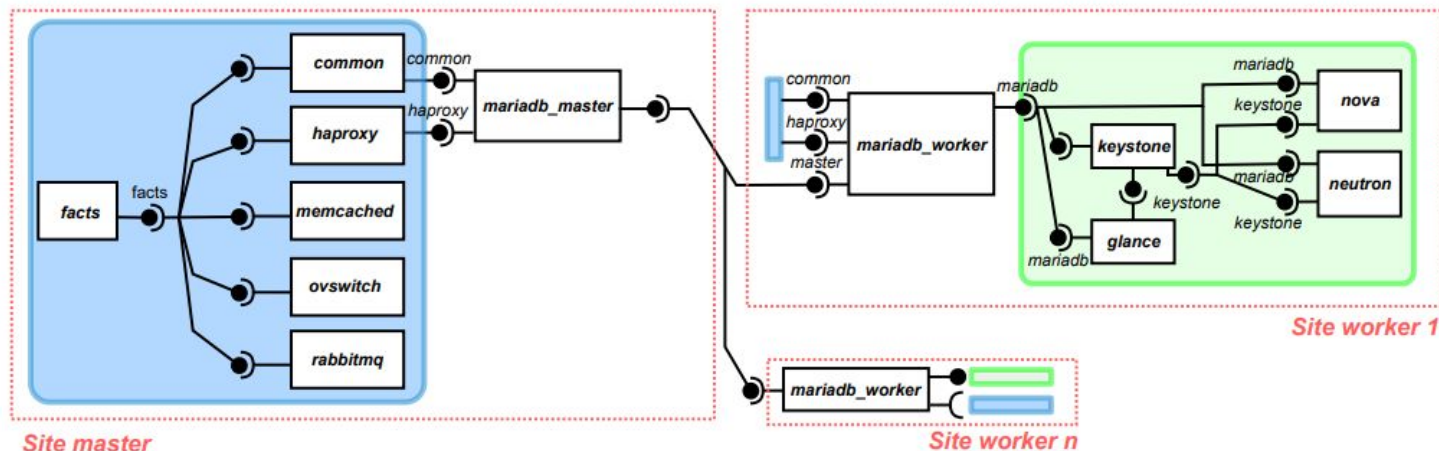 common
haproxy
facts
facts
memcached
ovswitch
rabbitmq
common
haproxy
mariadb_master
Site master
common
haproxy
master
mariadb_worker
mariadb
keystone
glance
mariadb
keystone
mariadb
keystone
nova
mariadb
keystone
neutron
Site worker 1
mariadb_worker
Site worker n